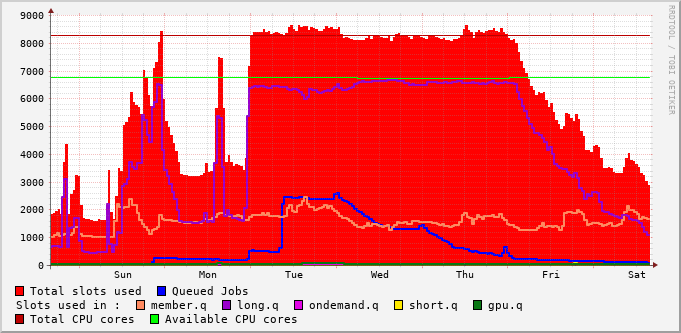 9000
8000
7000
6000
5000
4000
3000
2000
1000
0
Sun Mon Tue Wed Thu Fri Sat
RRDTOOL / TOBI OETIKER
Total slots used Queued Jobs
Slots used in : member.q long.q ondemand.q short.q gpu.q
Total CPU cores Available CPU cores